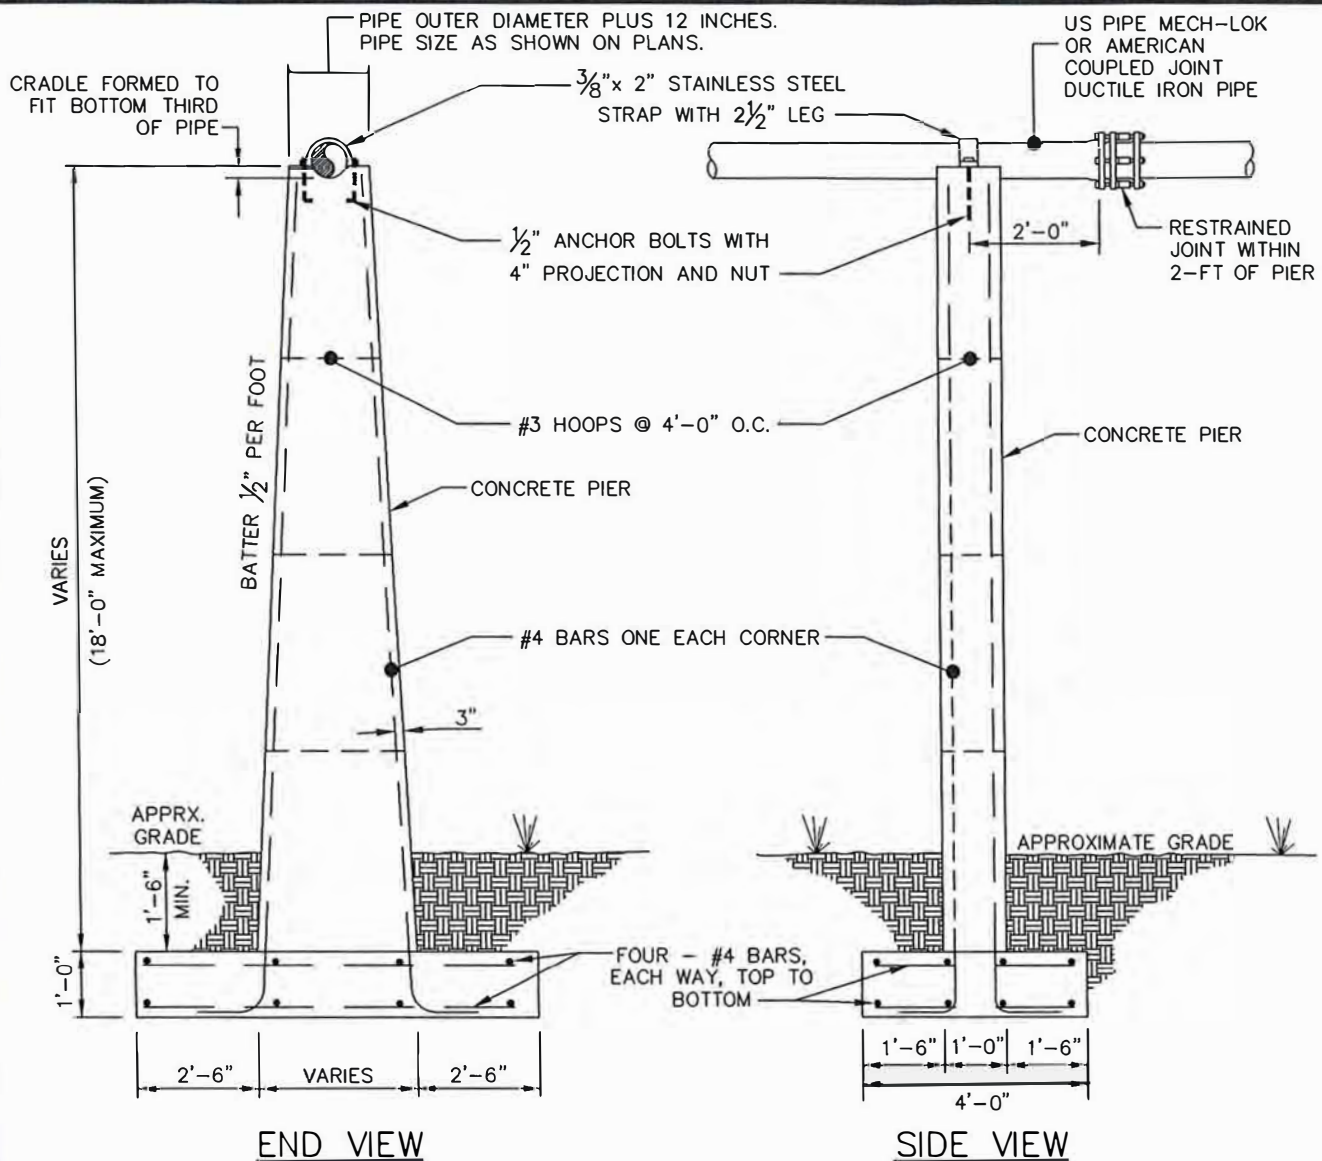 PIPE OUTER DIAMETER PLUS 12 INCHES.
PIPE SIZE AS SHOWN ON PLANS.
US PIPE MECH-LOK
OR AMERICAN
COUPLED JOINT
DUCTILE IRON PIPE
CRADLE FORMED TO
FIT BOTTOM THIRD
OF PIPE
3/8"x 2" STAINLESS STEEL
STRAP WITH 2 1/2" LEG
1/2" ANCHOR BOLTS WITH
4" PROJECTION AND NUT
2'-0"
RESTRAINED
JOINT WITHIN
2-FT OF PIER
BATTER 1/2" PER FOOT
#3 HOOPS @ 4'-0" O.C.
CONCRETE PIER
CONCRETE PIER
VARIES
(18'-0" MAXIMUM)
#4 BARS ONE EACH CORNER
3"
APPRX.
GRADE
APPROXIMATE GRADE
1'-6"
MIN.
1'-0"
FOUR - #4 BARS,
EACH WAY, TOP TO
BOTTOM
2'-6"
VARIES
2'-6"
1'-6"
1'-0"
1'-6"
4'-0"
END VIEW
SIDE VIEW